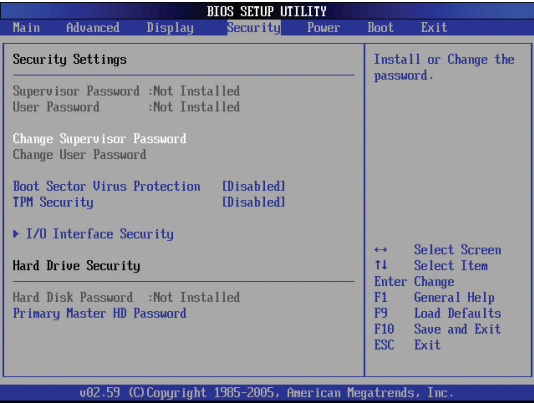 BIOS SETUP UTILITY
Main Advanced Display Security Power Boot Exit
Security Settings
Supervisor Password :Not Installed
User Password :Not Installed
Change Supervisor Password
Change User Password
Boot Sector Virus Protection [Disabled]
TPM Security [Disabled]
▶ I/O Interface Security
Hard Drive Security
Hard Disk Password :Not Installed
Primary Master HD Password
Install or Change the
password.
↔ Select Screen
↑↓ Select Item
Enter Change
F1 General Help
F9 Load Defaults
F10 Save and Exit
ESC Exit
v02.59 (C)Copyright 1985-2005, American Megatrends, Inc.